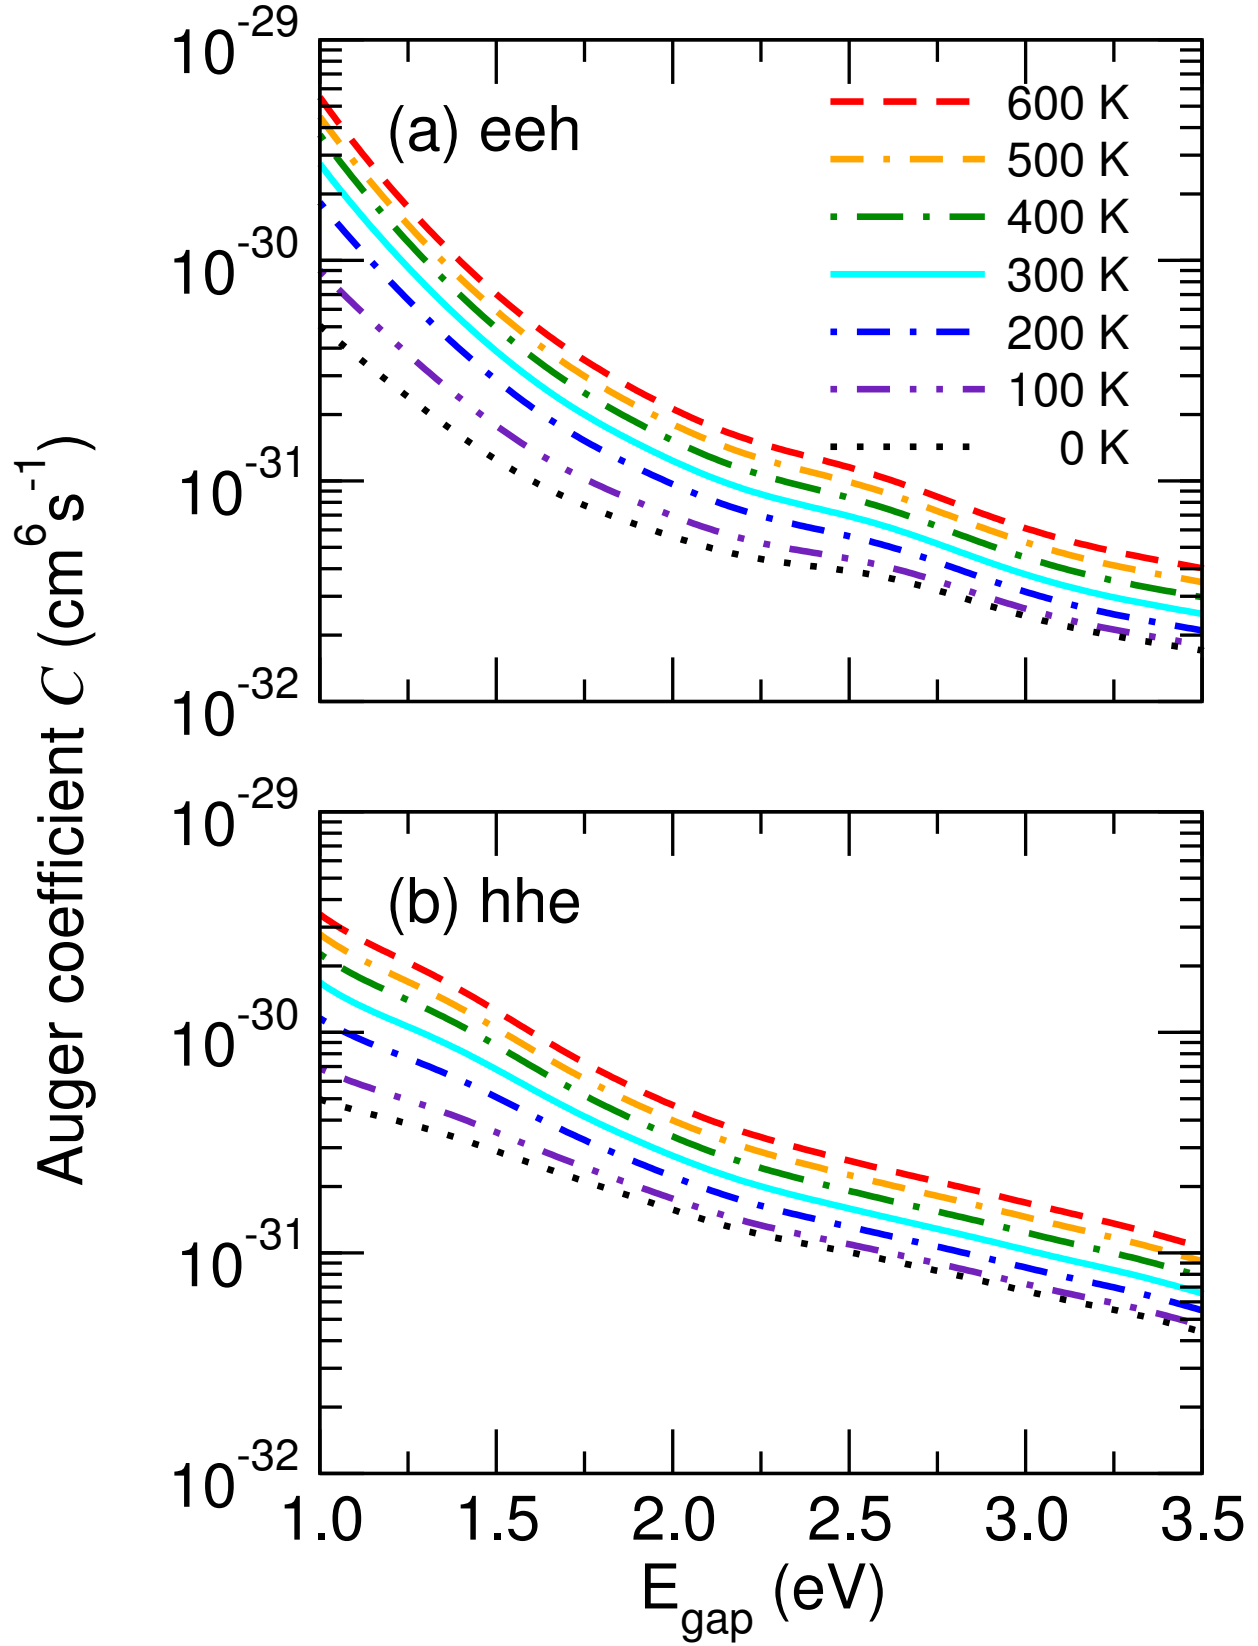 Auger coefficient C (cm⁶s⁻¹)
10⁻²⁹
10⁻³⁰
10⁻³¹
10⁻³²
(a) eeh
600 K
500 K
400 K
300 K
200 K
100 K
0 K
10⁻²⁹
10⁻³⁰
10⁻³¹
10⁻³²
(b) hhe
1.0 1.5 2.0 2.5 3.0 3.5
E_gap (eV)